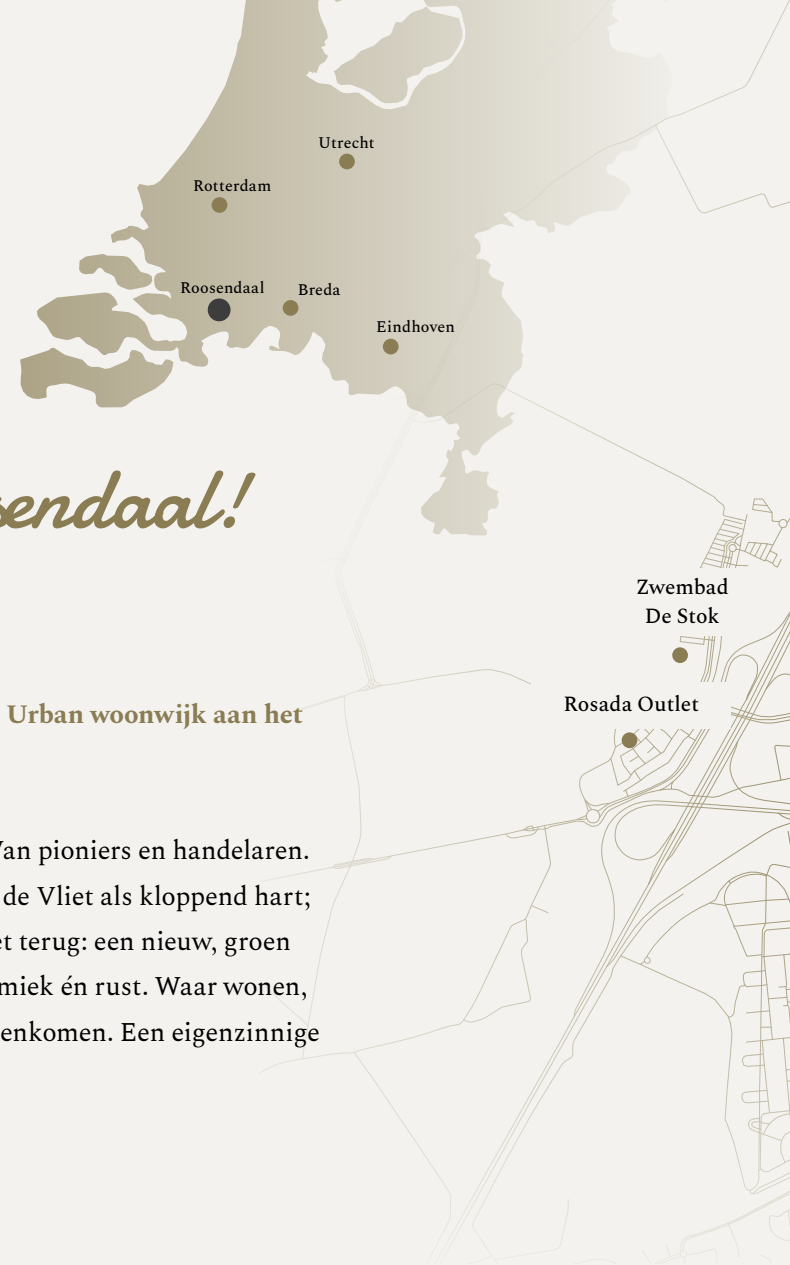 Utrecht
Rotterdam
Roosendaal
Breda
Eindhoven
sendaal!
Zwembad
De Stok
Rosada Outlet
Urban woonwijk aan het
Van pioniers en handelaren.
de Vliet als kloppend hart;
et terug: een nieuw, groen
miek én rust. Waar wonen,
enkomen. Een eigenzinnige